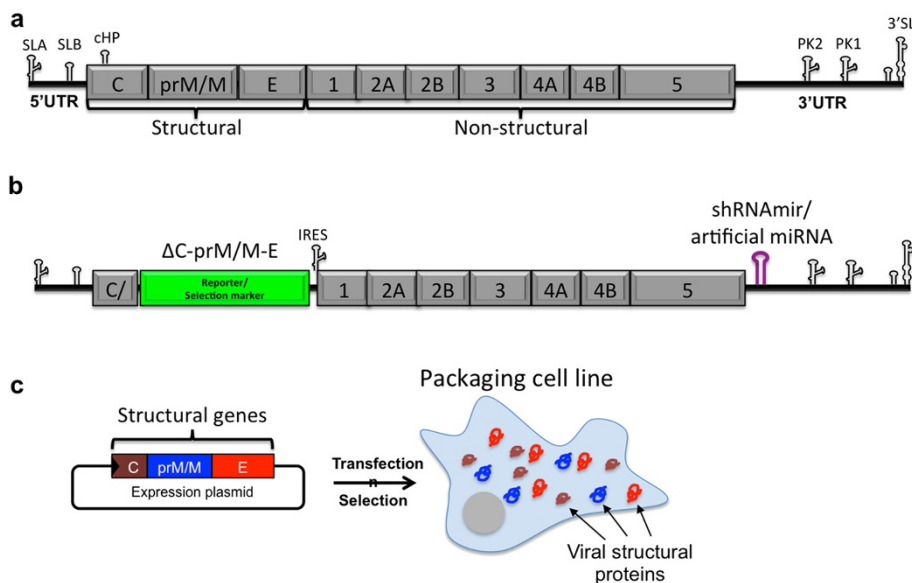 a
SLA SLB cHP PK2 PK1 3'SL
C prM/M E 1 2A 2B 3 4A 4B 5
5'UTR 3'UTR
Structural Non-structural
b
shRNAmir/
artificial miRNA
ΔC-prM/M-E IRES
C/ Reporter/
Selection marker
1 2A 2B 3 4A 4B 5
c
Packaging cell line
Structural genes
C prM/M E
Expression plasmid
Transfection
n
Selection
Viral structural
proteins